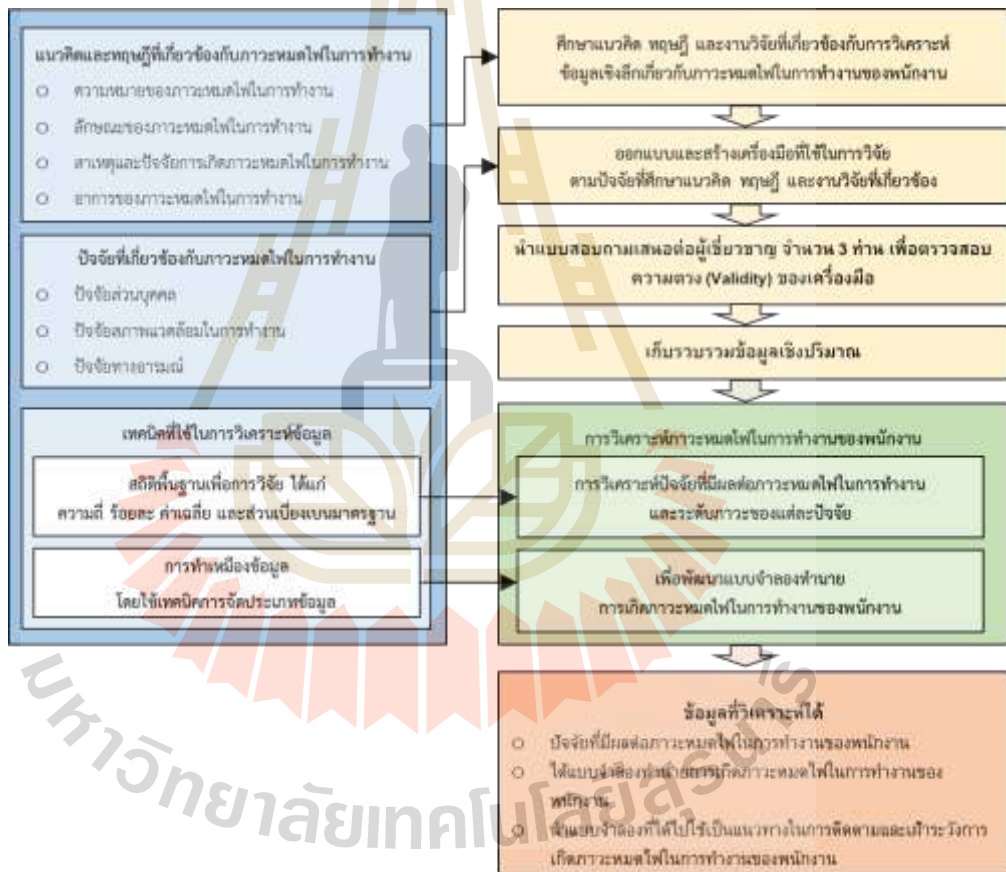 แนวคิดและทฤษฎีที่เกี่ยวข้องกับภาวะหมดไฟในการทำงาน
○ ความหมายของภาวะหมดไฟในการทำงาน
○ ลักษณะของภาวะหมดไฟในการทำงาน
○ สาเหตุและปัจจัยการเกิดภาวะหมดไฟในการทำงาน
○ อาการของภาวะหมดไฟในการทำงาน
ปัจจัยที่เกี่ยวข้องกับภาวะหมดไฟในการทำงาน
○ ปัจจัยส่วนบุคคล
○ ปัจจัยสภาพแวดล้อมในการทำงาน
○ ปัจจัยทางอารมณ์
เทคนิคที่ใช้ในการวิเคราะห์ข้อมูล
สถิติพื้นฐานเพื่อการวิจัย ได้แก่
ความถี่ ร้อยละ ค่าเฉลี่ย และส่วนเบี่ยงเบนมาตรฐาน
การทำเหมืองข้อมูล
โดยใช้เทคนิคการจัดประเภทข้อมูล
ศึกษาแนวคิด ทฤษฎี และงานวิจัยที่เกี่ยวข้องกับการวิเคราะห์
ข้อมูลเชิงลึกเกี่ยวกับภาวะหมดไฟในการทำงานของพนักงาน
ออกแบบและสร้างเครื่องมือที่ใช้ในการวิจัย
ตามปัจจัยที่ศึกษาแนวคิด ทฤษฎี และงานวิจัยที่เกี่ยวข้อง
นำแบบสอบถามเสนอต่อผู้เชี่ยวชาญ จำนวน 3 ท่าน เพื่อตรวจสอบ
ความตรง (Validity) ของเครื่องมือ
เก็บรวบรวมข้อมูลเชิงปริมาณ
การวิเคราะห์ภาวะหมดไฟในการทำงานของพนักงาน
การวิเคราะห์ปัจจัยที่มีผลต่อภาวะหมดไฟในการทำงาน
และระดับภาวะของแต่ละปัจจัย
เพื่อพัฒนาแบบจำลองทำนาย
การเกิดภาวะหมดไฟในการทำงานของพนักงาน
ข้อมูลที่วิเคราะห์ได้
○ ปัจจัยที่มีผลต่อภาวะหมดไฟในการทำงานของพนักงาน
○ ได้แบบจำลองทำนายการเกิดภาวะหมดไฟในการทำงานของ
พนักงาน
○ นำแบบจำลองที่ได้ไปใช้เป็นแนวทางในการติดตามและเฝ้าระวังการ
เกิดภาวะหมดไฟในการทำงานของพนักงาน
มหาวิทยาลัยเทคโนโลยีสุรนารี